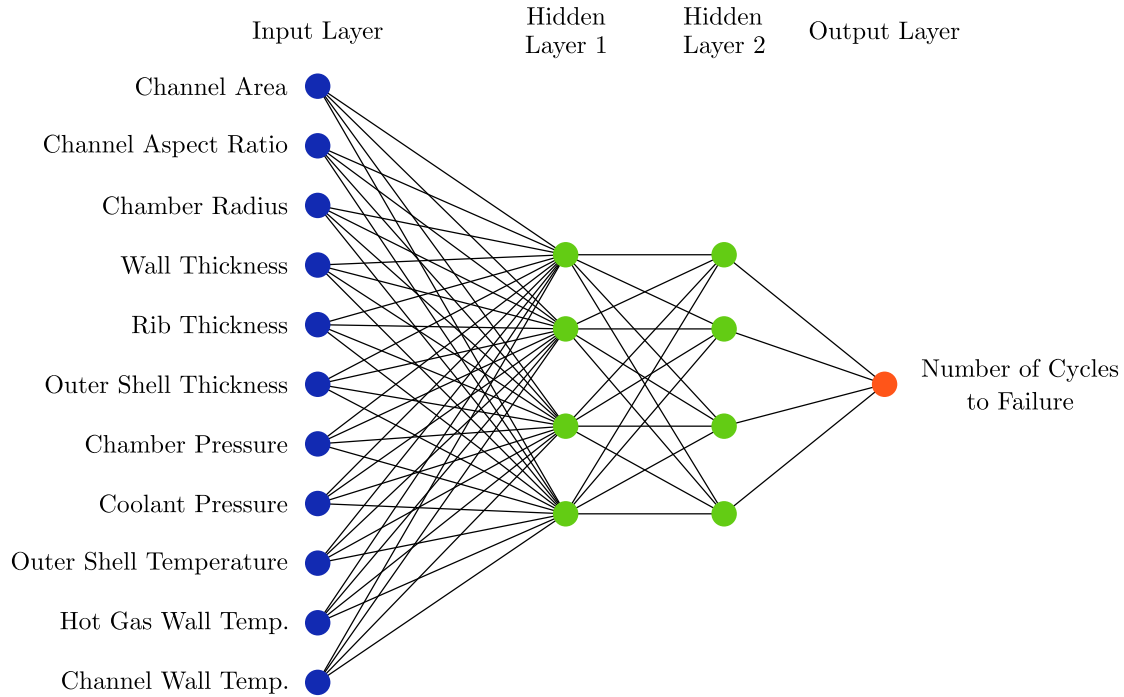 Input Layer
Hidden
Layer 1
Hidden
Layer 2
Output Layer
Channel Area
Channel Aspect Ratio
Chamber Radius
Wall Thickness
Rib Thickness
Outer Shell Thickness
Chamber Pressure
Coolant Pressure
Outer Shell Temperature
Hot Gas Wall Temp.
Channel Wall Temp.
Number of Cycles
to Failure